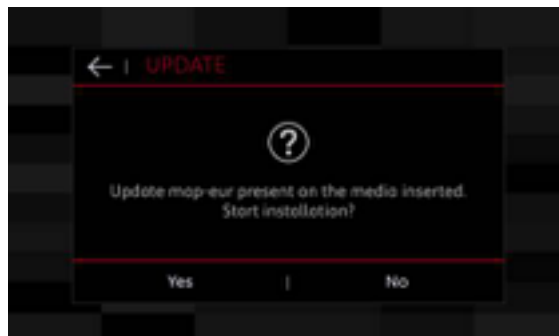 UPDATE
Update map-eur present on the media inserted.
Start installation?
Yes | No